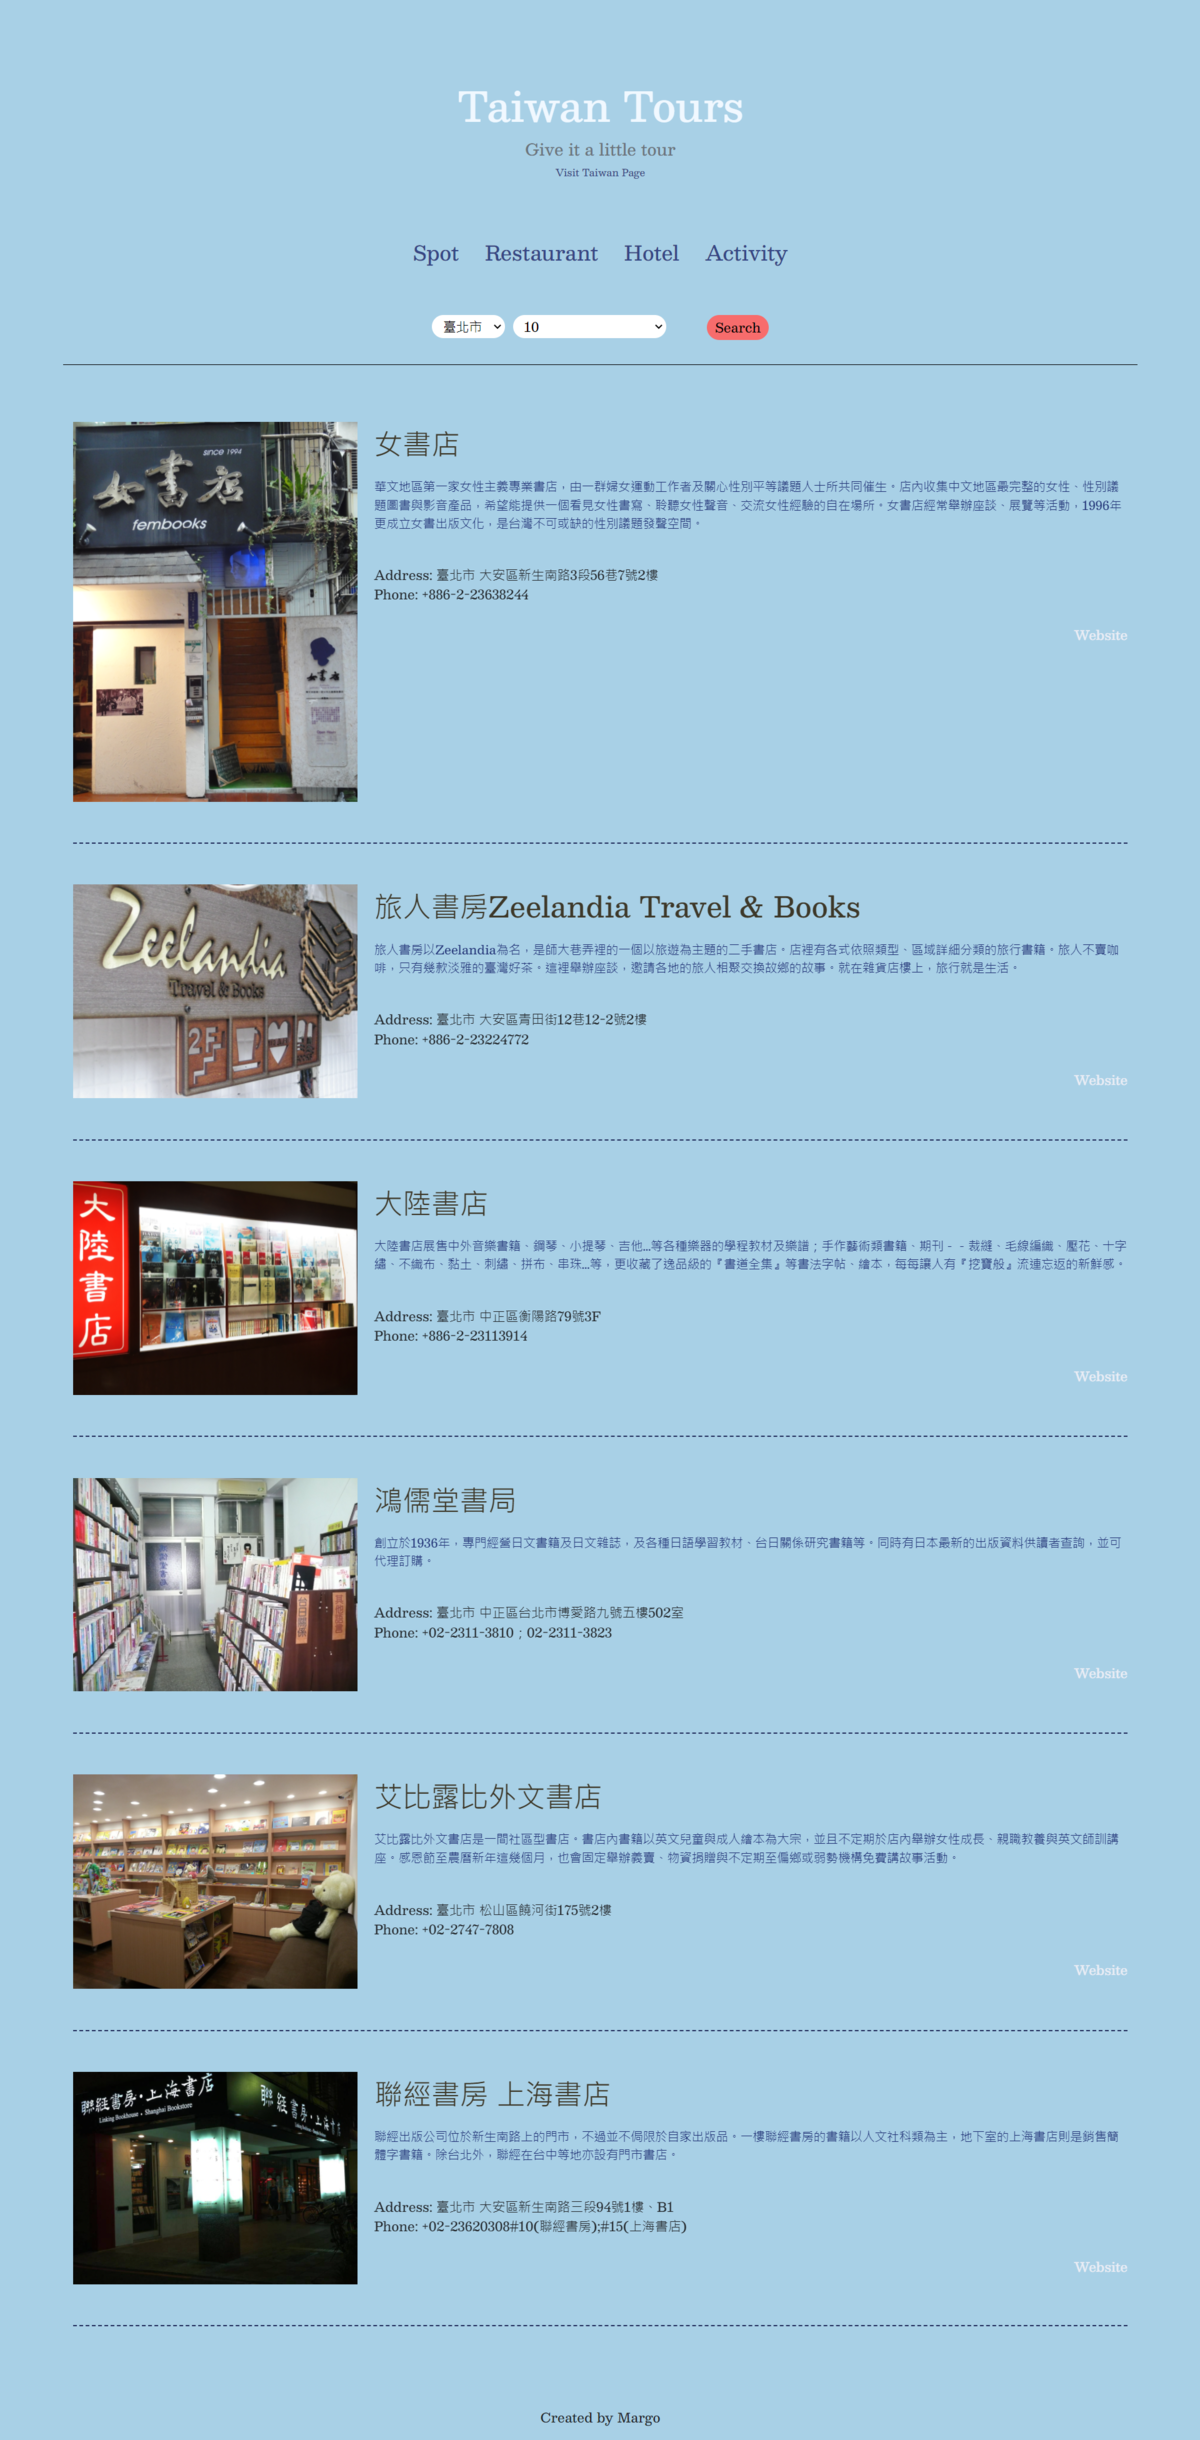 Taiwan Tours
Give it a little tour
Visit Taiwan Page
Spot Restaurant Hotel Activity
臺北市 10 Search
since 1994
女書店
fembooks
女書店
女書店
華文地區第一家女性主義專業書店，由一群婦女運動工作者及關心性別平等議題人士所共同催生。店內收集中文地區最完整的女性、性別議
題圖書與影音產品，希望能提供一個看見女性書寫、聆聽女性聲音、交流女性經驗的自在場所。女書店經常舉辦座談、展覽等活動，1996年
更成立女書出版文化，是台灣不可或缺的性別議題發聲空間。
Address: 臺北市 大安區新生南路3段56巷7號2樓
Phone: +886-2-23638244
Website
Zeelandia
Travel & Books
2F
旅人書房Zeelandia Travel & Books
旅人書房以Zeelandia為名，是師大巷弄裡的一個以旅遊為主題的二手書店。店裡有各式依照類型、區域詳細分類的旅行書籍。旅人不賣咖
啡，只有幾款淡雅的臺灣好茶。這裡舉辦座談，邀請各地的旅人相聚交換故鄉的故事。就在雜貨店樓上，旅行就是生活。
Address: 臺北市 大安區青田街12巷12-2號2樓
Phone: +886-2-23224772
Website
大陸書店
大陸書店
大陸書店展售中外音樂書籍、鋼琴、小提琴、吉他...等各種樂器的學程教材及樂譜；手作藝術類書籍、期刊－－裁縫、毛線編織、壓花、十字
繡、不織布、黏土、刺繡、拼布、串珠...等，更收藏了逸品級的『書道全集』等書法字帖、繪本，每每讓人有『挖寶般』流連忘返的新鮮感。
Address: 臺北市 中正區衡陽路79號3F
Phone: +886-2-23113914
Website
鴻儒堂書局
創立於1936年，專門經營日文書籍及日文雜誌，及各種日語學習教材、台日關係研究書籍等。同時有日本最新的出版資料供讀者查詢，並可
代理訂購。
Address: 臺北市 中正區台北市博愛路九號五樓502室
Phone: +02-2311-3810；02-2311-3823
Website
艾比露比外文書店
艾比露比外文書店是一間社區型書店。書店內書籍以英文兒童與成人繪本為大宗，並且不定期於店內舉辦女性成長、親職教養與英文師訓講
座。感恩節至農曆新年這幾個月，也會固定舉辦義賣、物資捐贈與不定期至偏鄉或弱勢機構免費講故事活動。
Address: 臺北市 松山區饒河街175號2樓
Phone: +02-2747-7808
Website
聯經書房·上海書店
Linking Bookhouse · Shanghai Bookstore
聯經書房·上海書店
聯經書房 上海書店
聯經出版公司位於新生南路上的門市，不過並不侷限於自家出版品。一樓聯經書房的書籍以人文社科類為主，地下室的上海書店則是銷售簡
體字書籍。除台北外，聯經在台中等地亦設有門市書店。
Address: 臺北市 大安區新生南路三段94號1樓、B1
Phone: +02-23620308#10(聯經書房);#15(上海書店)
Website
Created by Margo